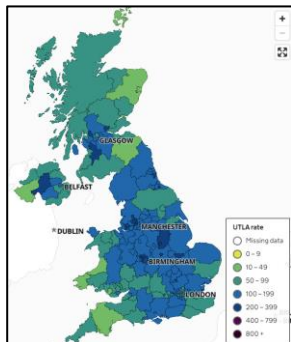 +
−
GLASGOW
BELFAST
DUBLIN
MANCHESTER
BIRMINGHAM
LONDON
UTLA rate
Missing data
0 – 9
10 – 49
50 – 99
100 – 199
200 – 399
400 – 799
800 +